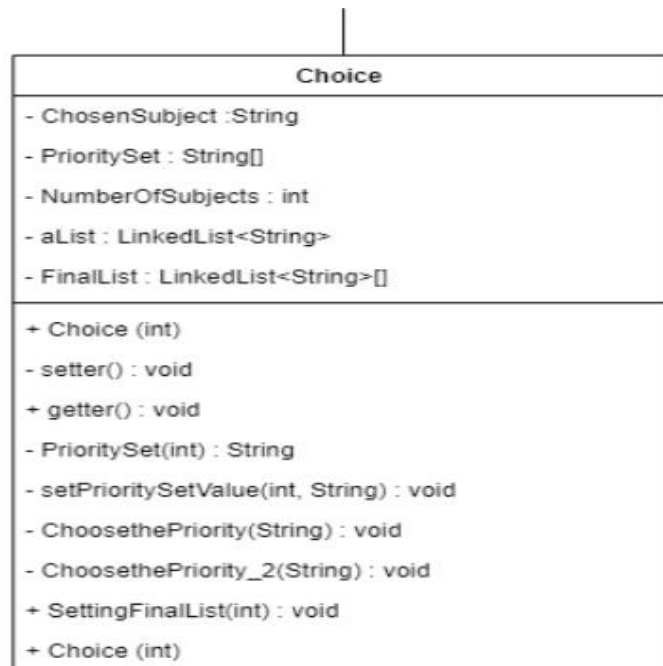 Choice
- ChosenSubject :String
- PrioritySet : String[]
- NumberOfSubjects : int
- aList : LinkedList<String>
- FinalList : LinkedList<String>[]
+ Choice (int)
- setter() : void
+ getter() : void
- PrioritySet(int) : String
- setPrioritySetValue(int, String) : void
- ChoosethePriority(String) : void
- ChoosethePriority_2(String) : void
+ SettingFinalList(int) : void
+ Choice (int)